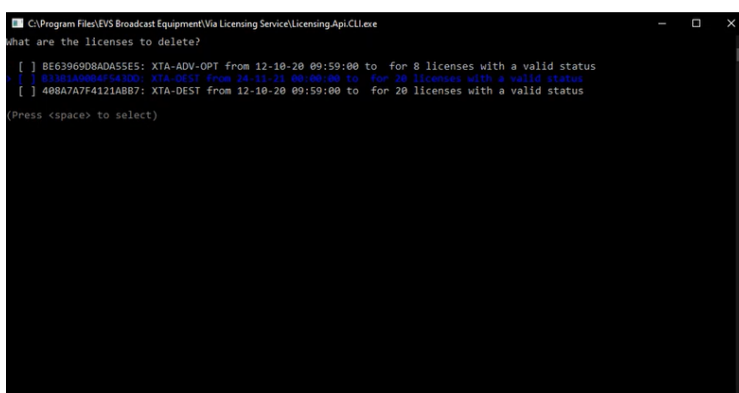 C:\Program Files\EVS Broadcast Equipment\Via Licensing Service\Licensing.Api.CLI.exe
What are the licenses to delete?
[ ] BE63969D8ADA55E5: XTA-ADV-OPT from 12-10-20 09:59:00 to  for 8 licenses with a valid status
> [ ] XTA-DEST from 24-11-21 00:00:00 to  for 20 licenses with a valid status
[ ] 408A7A7F4121ABB7: XTA-DEST from 12-10-20 09:59:00 to  for 20 licenses with a valid status
(Press <space> to select)